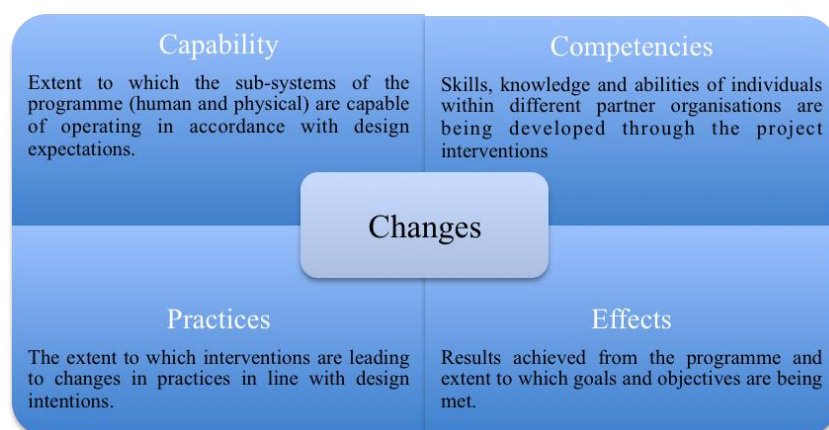 Capability
Extent to which the sub-systems of the
programme (human and physical) are capable
of operating in accordance with design
expectations.
Competencies
Skills, knowledge and abilities of individuals
within different partner organisations are
being developed through the project
interventions
Changes
Practices
The extent to which interventions are leading
to changes in practices in line with design
intentions.
Effects
Results achieved from the programme and
extent to which goals and objectives are being
met.